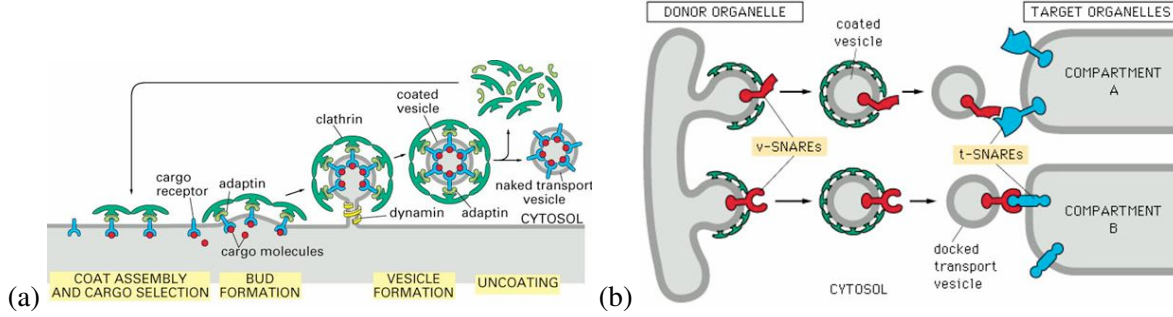 (a)
coated
vesicle
clathrin
cargo
receptor
adaptin
naked transport
vesicle
dynamin
adaptin
CYTOSOL
cargo molecules
COAT ASSEMBLY
AND CARGO SELECTION
BUD
FORMATION
VESICLE
FORMATION
UNCOATING
(b)
DONOR ORGANELLE
TARGET ORGANELLES
coated
vesicle
COMPARTMENT
A
v-SNAREs
t-SNAREs
COMPARTMENT
B
docked
transport
vesicle
CYTOSOL